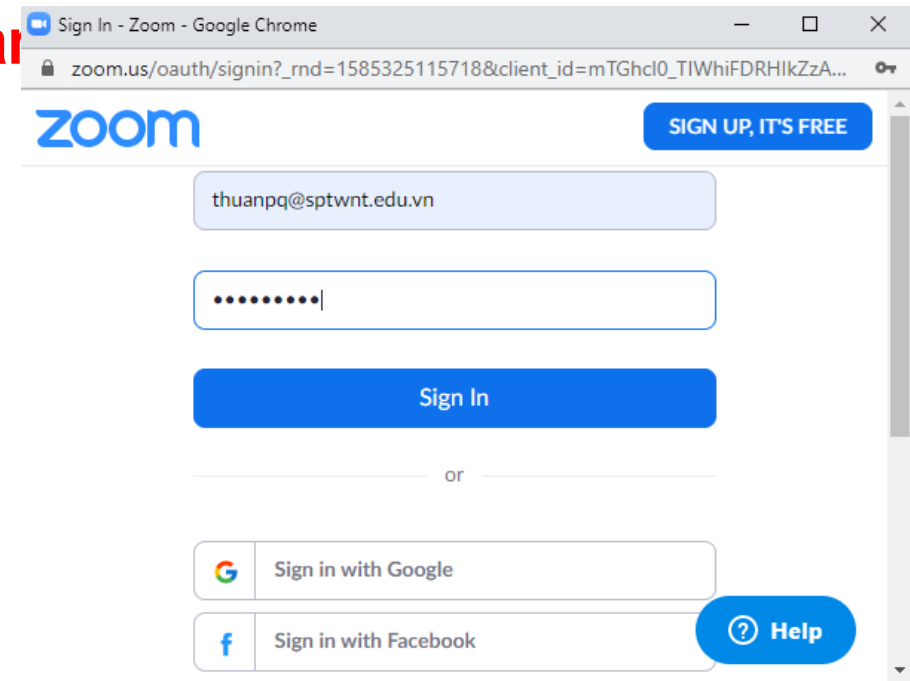 Sign In - Zoom - Google Chrome
zoom.us/oauth/signin?_rnd=1585325115718&client_id=mTGhcI0_TIWhiFDRHIkZzA...
zoom
SIGN UP, IT'S FREE
thuanpq@sptwnt.edu.vn
•••••••••
Sign In
or
Sign in with Google
Sign in with Facebook
Help